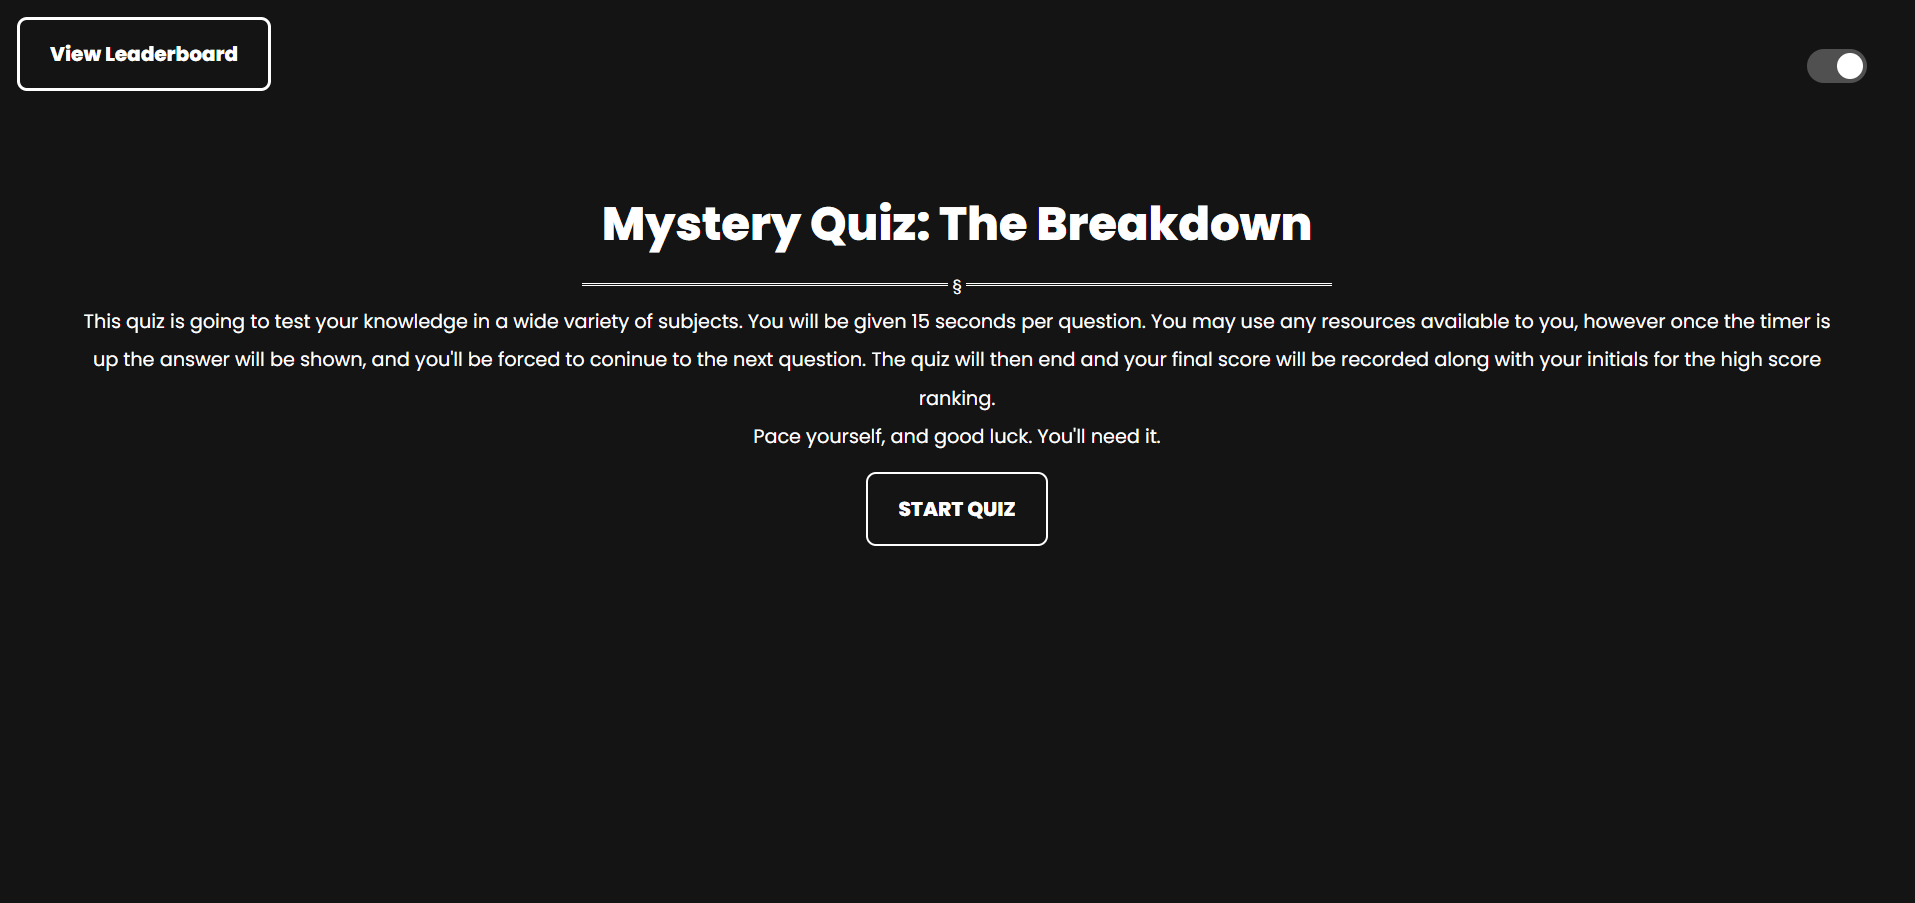 View Leaderboard
Mystery Quiz: The Breakdown
§
This quiz is going to test your knowledge in a wide variety of subjects. You will be given 15 seconds per question. You may use any resources available to you, however once the timer is
up the answer will be shown, and you'll be forced to coninue to the next question. The quiz will then end and your final score will be recorded along with your initials for the high score
ranking.
Pace yourself, and good luck. You'll need it.
START QUIZ